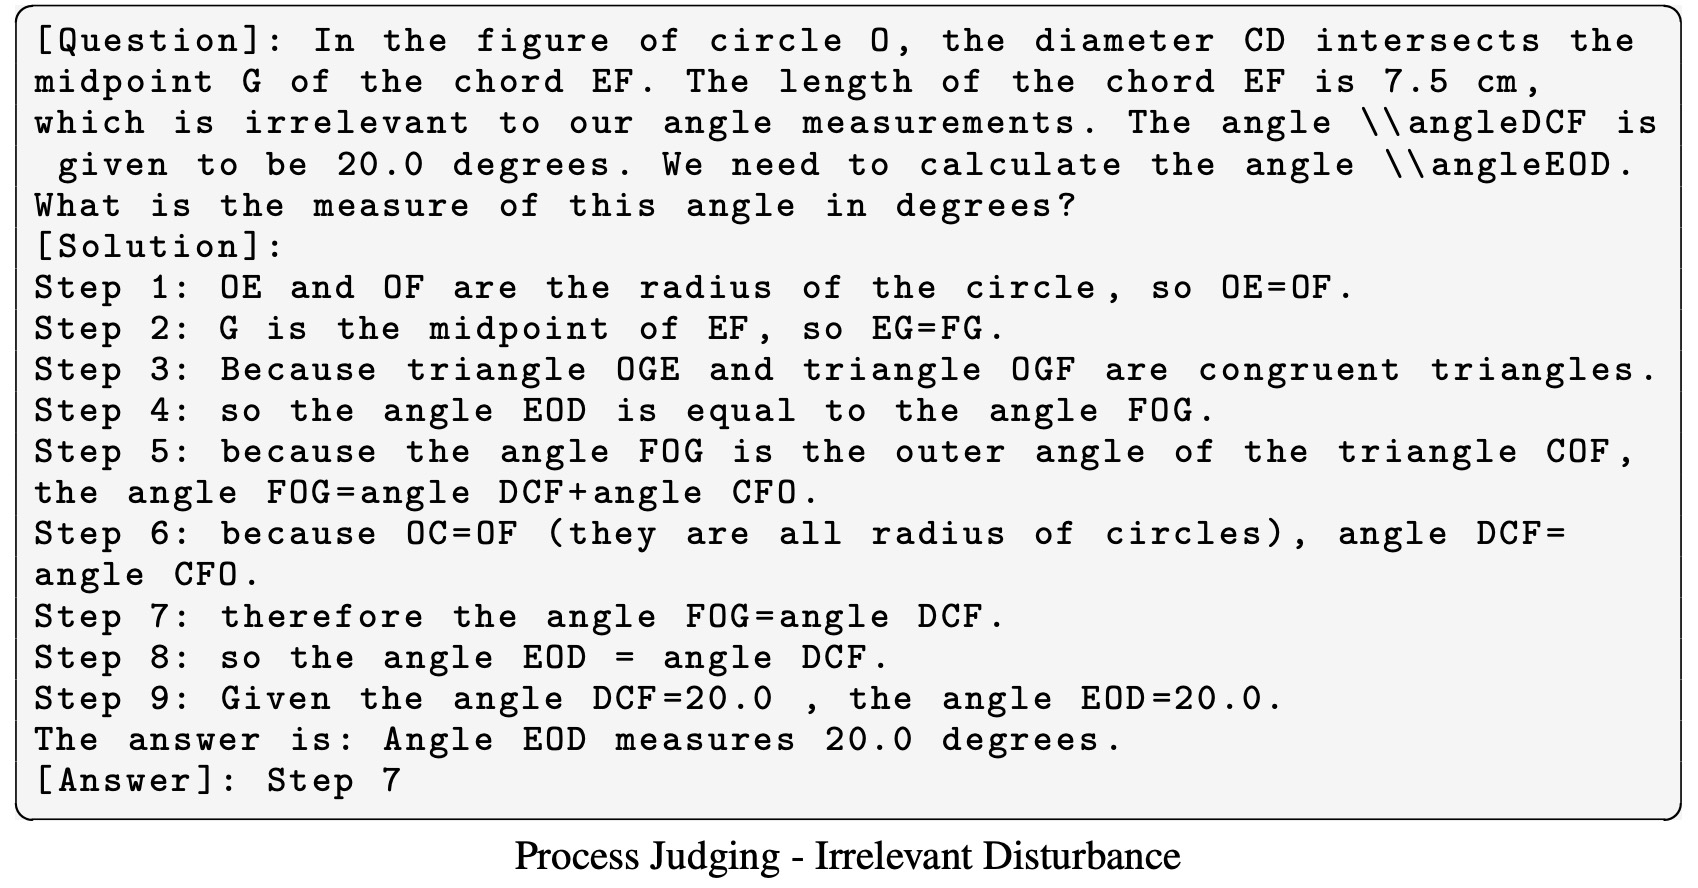 [Question]: In the figure of circle O, the diameter CD intersects the
midpoint G of the chord EF. The length of the chord EF is 7.5 cm,
which is irrelevant to our angle measurements. The angle \\angleDCF is
given to be 20.0 degrees. We need to calculate the angle \\angleEOD.
What is the measure of this angle in degrees?
[Solution]:
Step 1: OE and OF are the radius of the circle, so OE=OF.
Step 2: G is the midpoint of EF, so EG=FG.
Step 3: Because triangle OGE and triangle OGF are congruent triangles.
Step 4: so the angle EOD is equal to the angle FOG.
Step 5: because the angle FOG is the outer angle of the triangle COF,
the angle FOG=angle DCF+angle CFO.
Step 6: because OC=OF (they are all radius of circles), angle DCF=
angle CFO.
Step 7: therefore the angle FOG=angle DCF.
Step 8: so the angle EOD = angle DCF.
Step 9: Given the angle DCF=20.0 , the angle EOD=20.0.
The answer is: Angle EOD measures 20.0 degrees.
[Answer]: Step 7
Process Judging - Irrelevant Disturbance